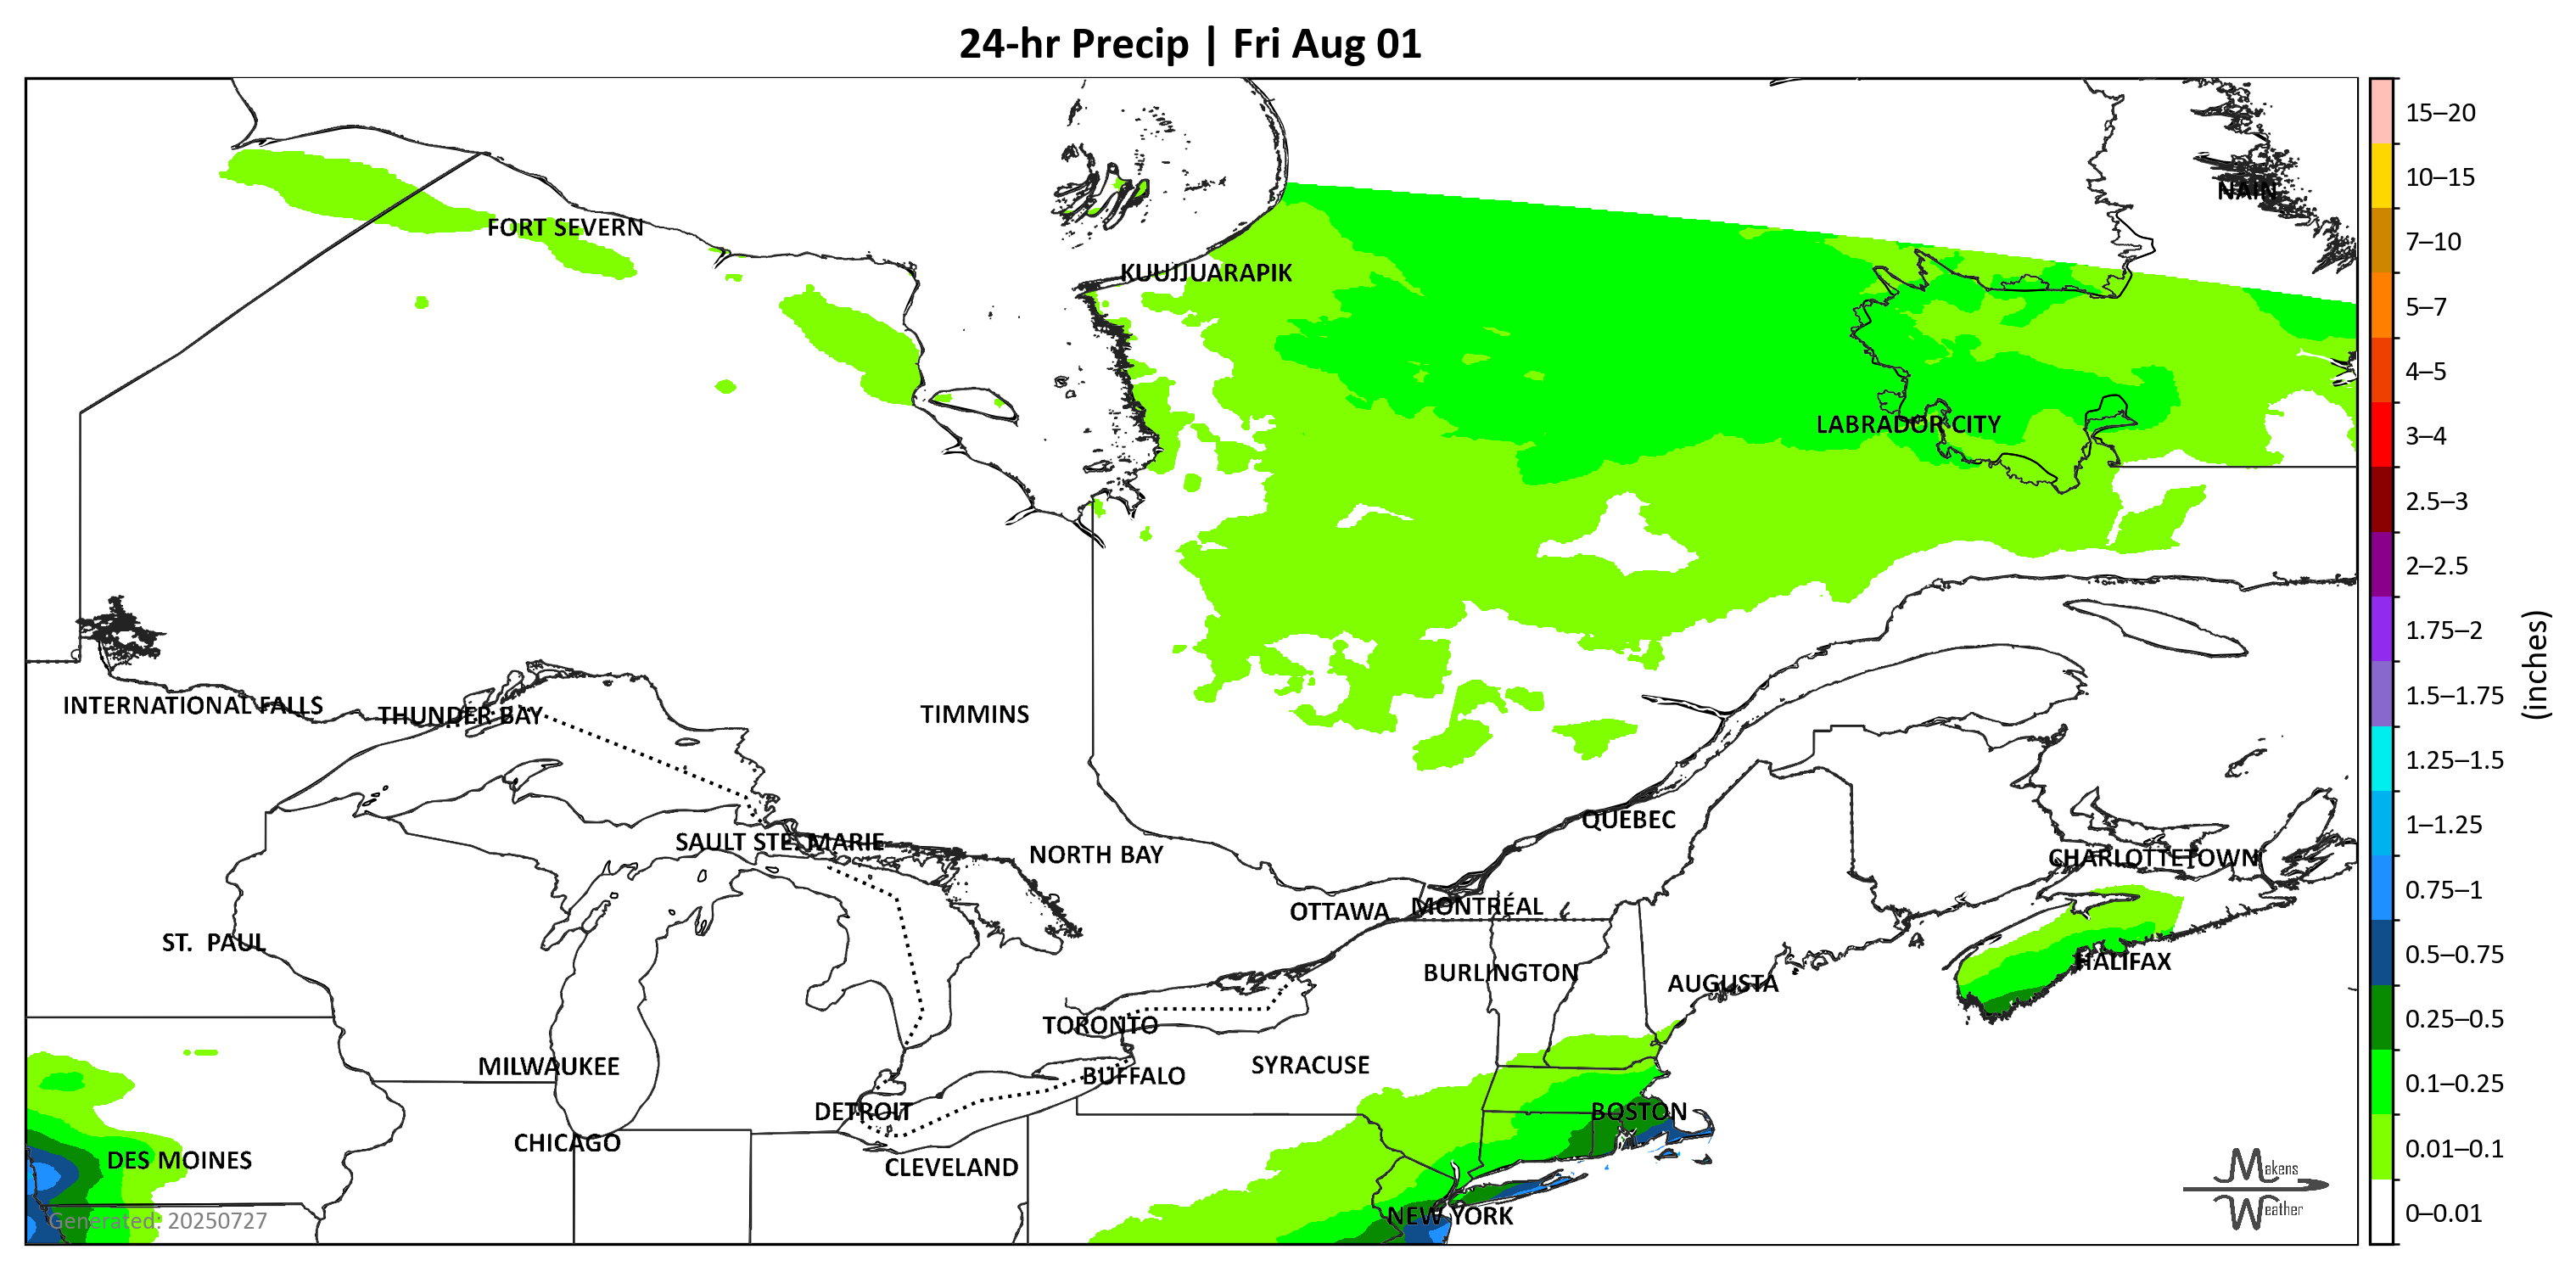 24-hr Precip | Fri Aug 01
NAIN
FORT SEVERN
KUUJJUARAPIK
LABRADOR CITY
INTERNATIONAL FALLS
THUNDER BAY
TIMMINS
QUEBEC
SAULT STE. MARIE
NORTH BAY
CHARLOTTETOWN
OTTAWA
MONTRÉAL
ST.  PAUL
HALIFAX
BURLINGTON
AUGUSTA
TORONTO
MILWAUKEE
SYRACUSE
BUFFALO
DETROIT
BOSTON
CHICAGO
DES MOINES
CLEVELAND
NEW YORK
Generated: 20250727
Makens
Weather
15–20
10–15
7–10
5–7
4–5
3–4
2.5–3
2–2.5
1.75–2
1.5–1.75
1.25–1.5
1–1.25
0.75–1
0.5–0.75
0.25–0.5
0.1–0.25
0.01–0.1
0–0.01
(inches)